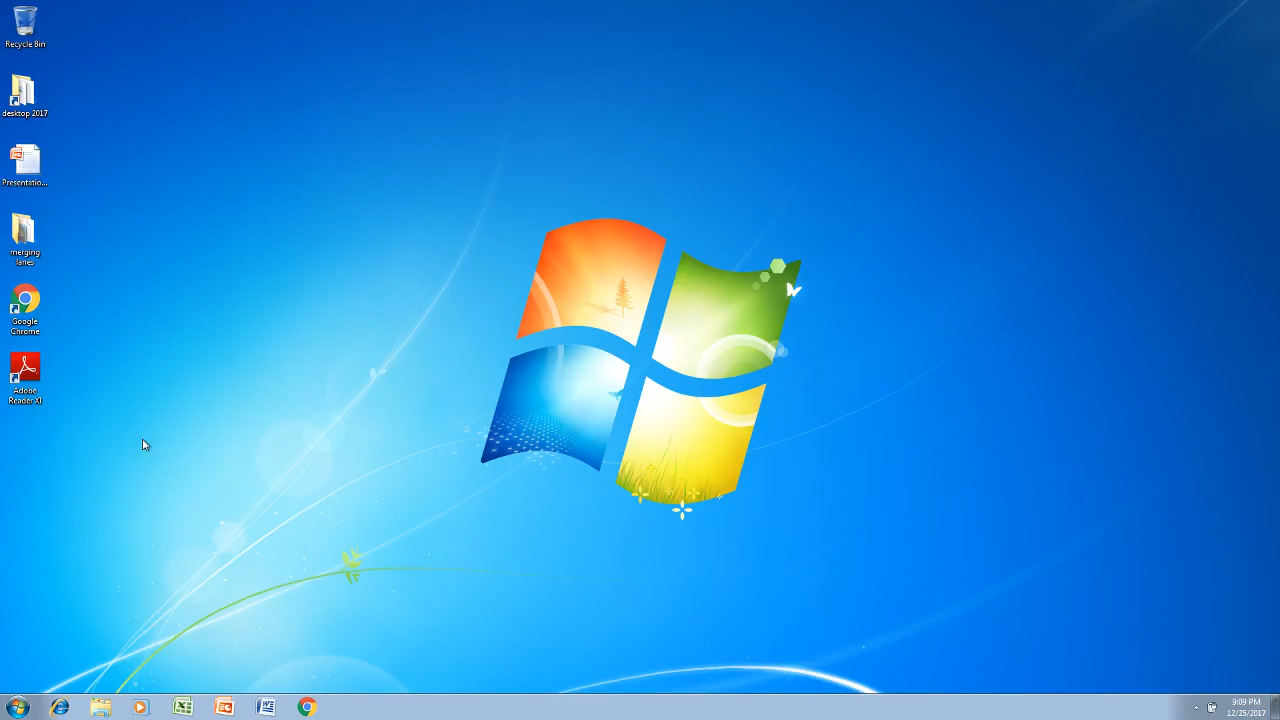 Recycle Bin
desktop 2017
Presentatio...
merging
lanes
Google
Chrome
Adobe
Reader XI
9:09 PM
12/25/2017